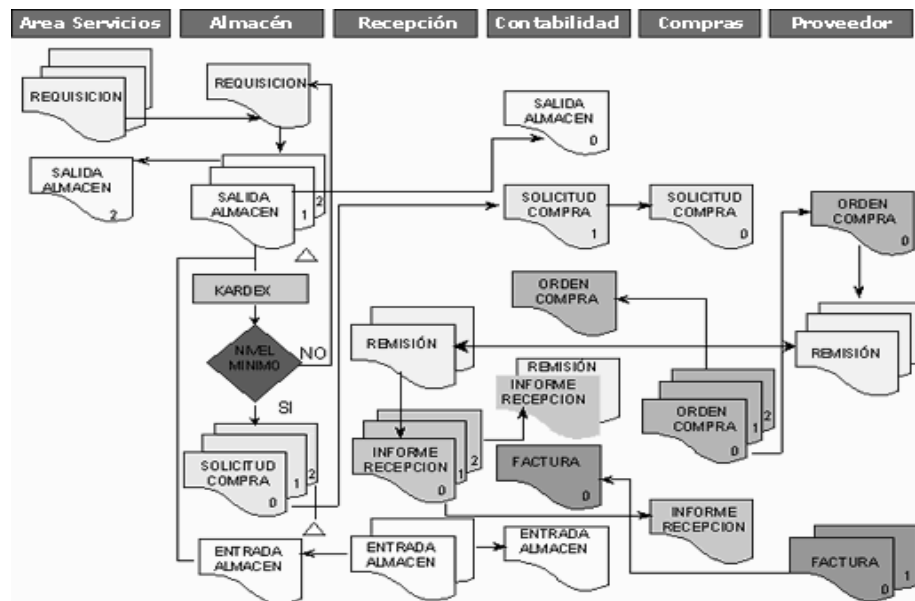 Area Servicios
Almacén
Recepción
Contabilidad
Compras
Proveedor
REQUISICION
REQUISICION
SALIDA
ALMACEN
0
SALIDA
ALMACEN
2
SALIDA
ALMACEN
1
2
SOLICITUD
COMPRA
1
SOLICITUD
COMPRA
0
ORDEN
COMPRA
0
KARDEX
ORDEN
COMPRA
NIVEL
MINIMO
NO
REMISIÓN
REMISIÓN
REMISIÓN
INFORME
RECEPCION
SI
ORDEN
COMPRA
0
1
2
SOLICITUD
COMPRA
0
1
2
INFORME
RECEPCION
0
1
2
FACTURA
0
INFORME
RECEPCION
ENTRADA
ALMACEN
ENTRADA
ALMACEN
ENTRADA
ALMACEN
FACTURA
0
1